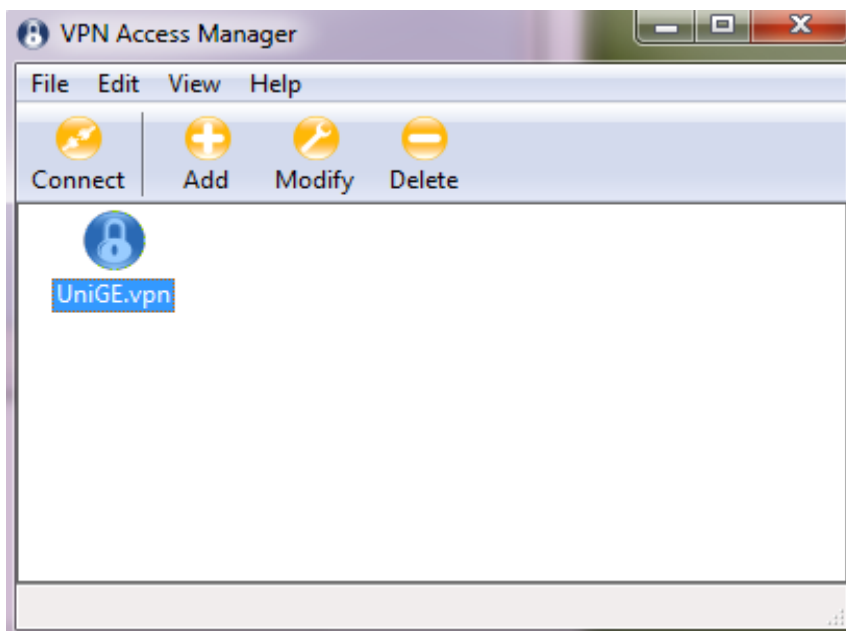 VPN Access Manager
File Edit View Help
Connect Add Modify Delete
UniGE.vpn